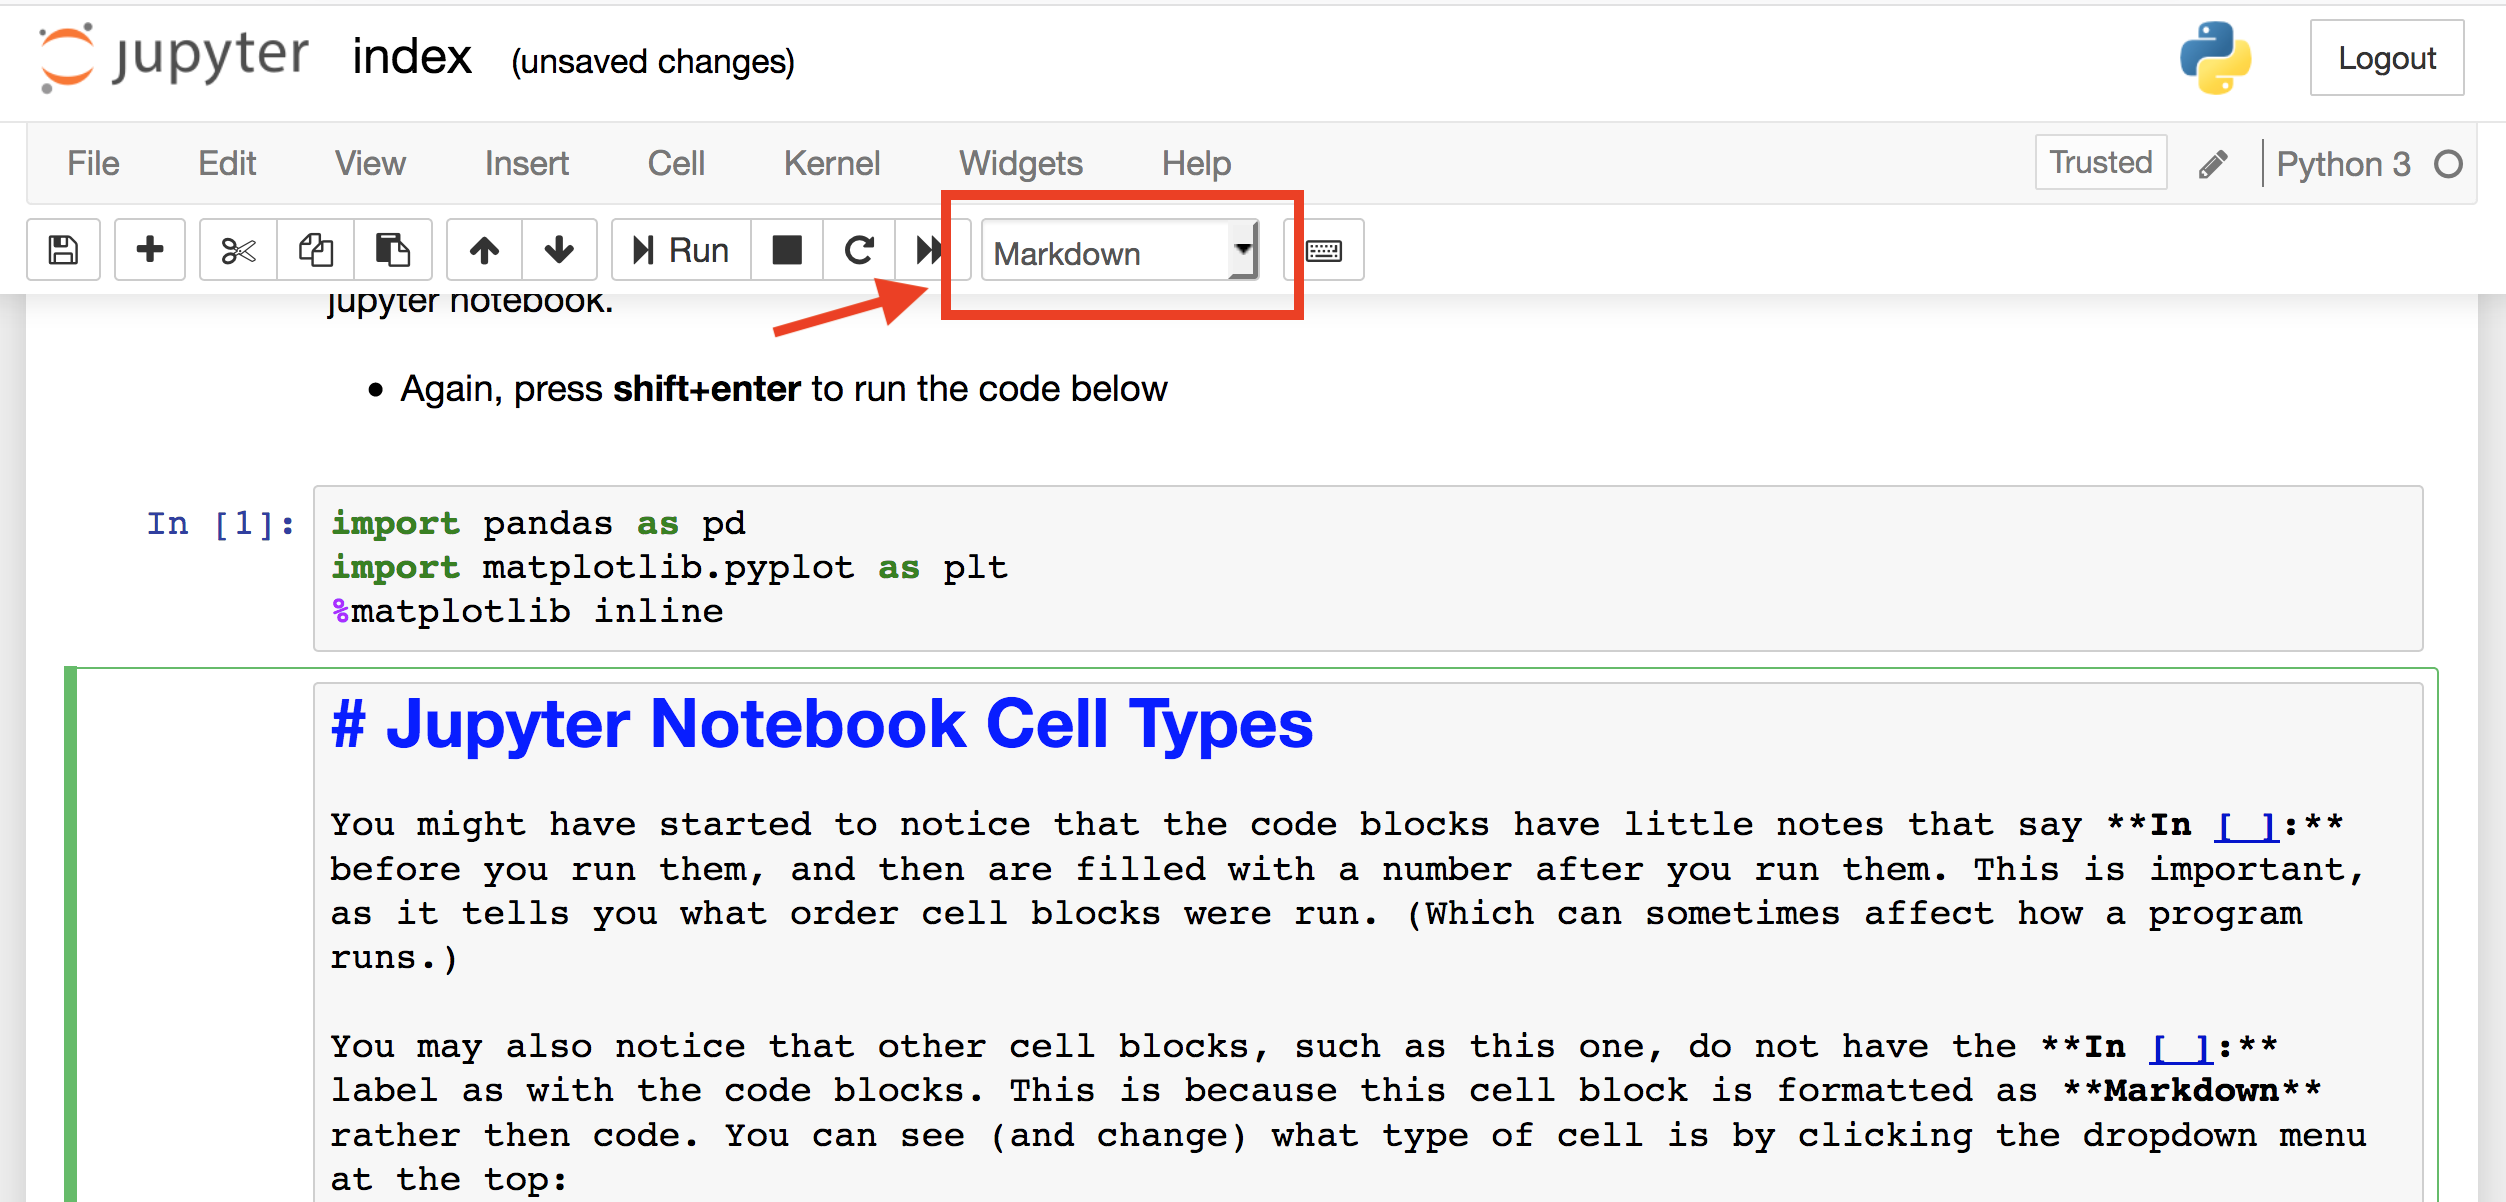 jupyter index (unsaved changes) Logout
File Edit View Insert Cell Kernel Widgets Help Trusted Python 3
Run Markdown
jupyter notebook.
• Again, press shift+enter to run the code below
In [1]: import pandas as pd
import matplotlib.pyplot as plt
%matplotlib inline
# Jupyter Notebook Cell Types
You might have started to notice that the code blocks have little notes that say **In [ ]:**
before you run them, and then are filled with a number after you run them. This is important,
as it tells you what order cell blocks were run. (Which can sometimes affect how a program
runs.)
You may also notice that other cell blocks, such as this one, do not have the **In [ ]:**
label as with the code blocks. This is because this cell block is formatted as **Markdown**
rather then code. You can see (and change) what type of cell is by clicking the dropdown menu
at the top: